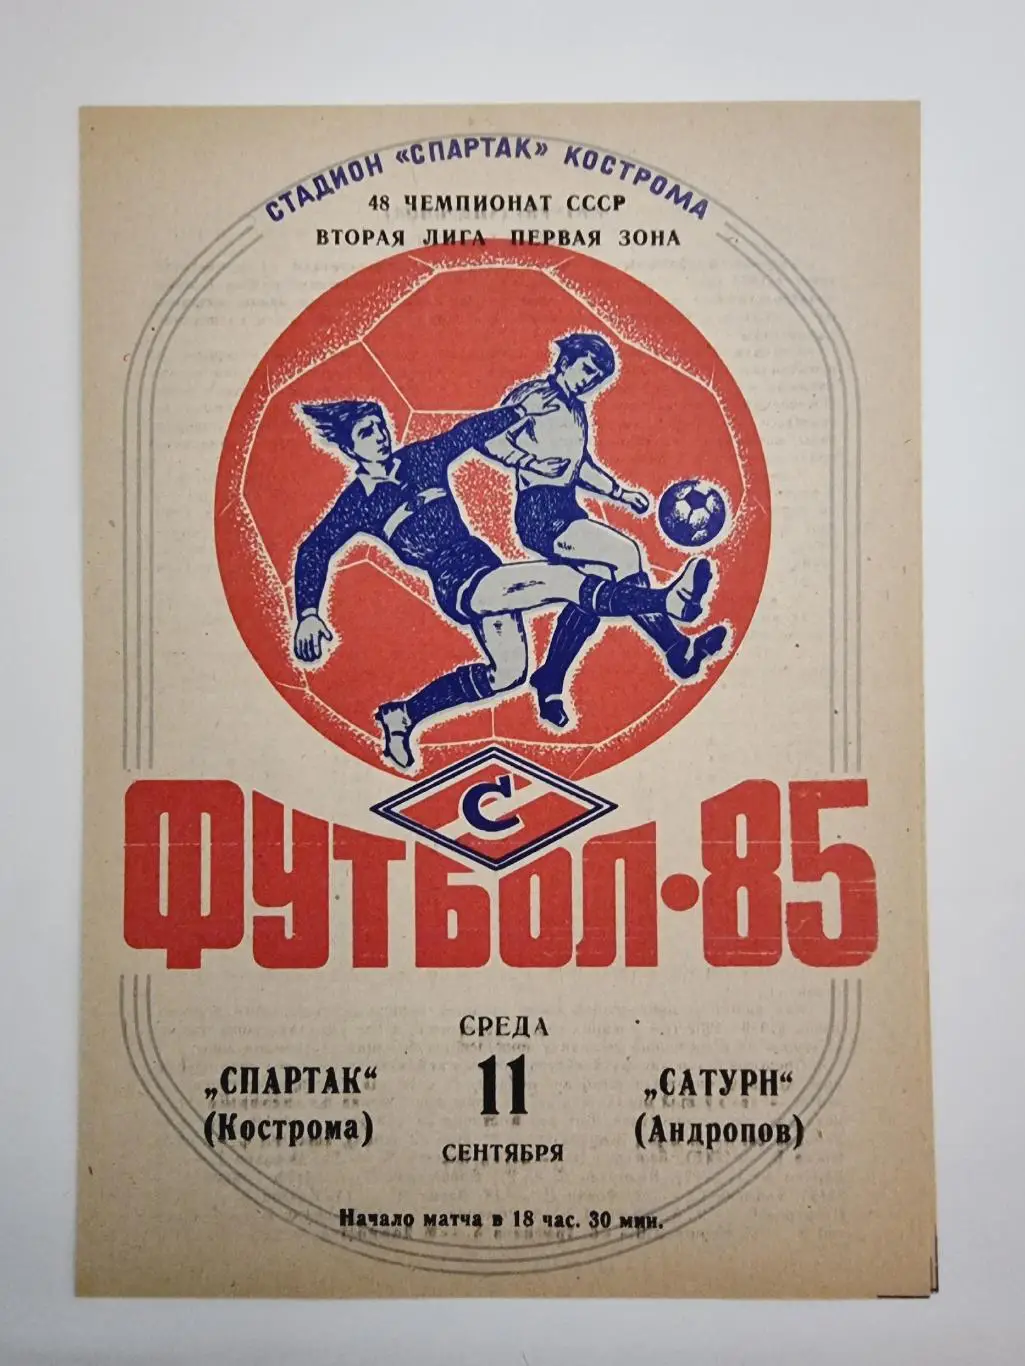 СТАДИОН «СПАРТАК» КОСТРОМА
48 ЧЕМПИОНАТ СССР
ВТОРАЯ ЛИГА ПЕРВАЯ ЗОНА
С
ФУТБОЛ·85
СРЕДА
11
СЕНТЯБРЯ
„СПАРТАК“
(Кострома)
„САТУРН“
(Андропов)
Начало матча в 18 час. 30 мин.